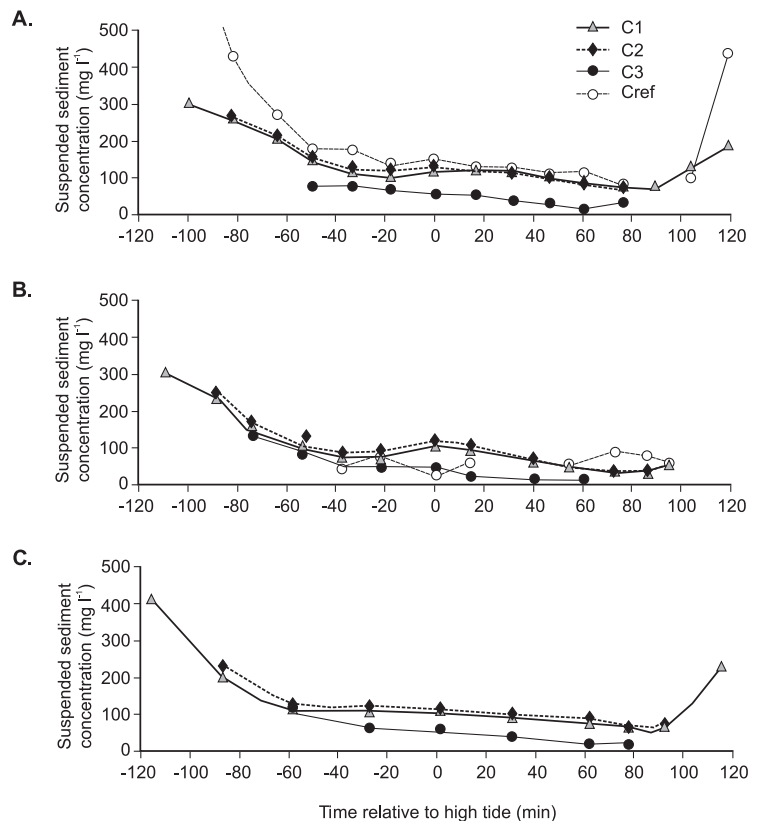 A.
Suspended sediment
concentration (mg l⁻¹)
500
400
300
200
100
0
-120 -100 -80 -60 -40 -20 0 20 40 60 80 100 120
C1
C2
C3
Cref
B.
Suspended sediment
concentration (mg l⁻¹)
500
400
300
200
100
0
-120 -100 -80 -60 -40 -20 0 20 40 60 80 100 120
C.
Suspended sediment
concentration (mg l⁻¹)
500
400
300
200
100
0
-120 -100 -80 -60 -40 -20 0 20 40 60 80 100 120
Time relative to high tide (min)